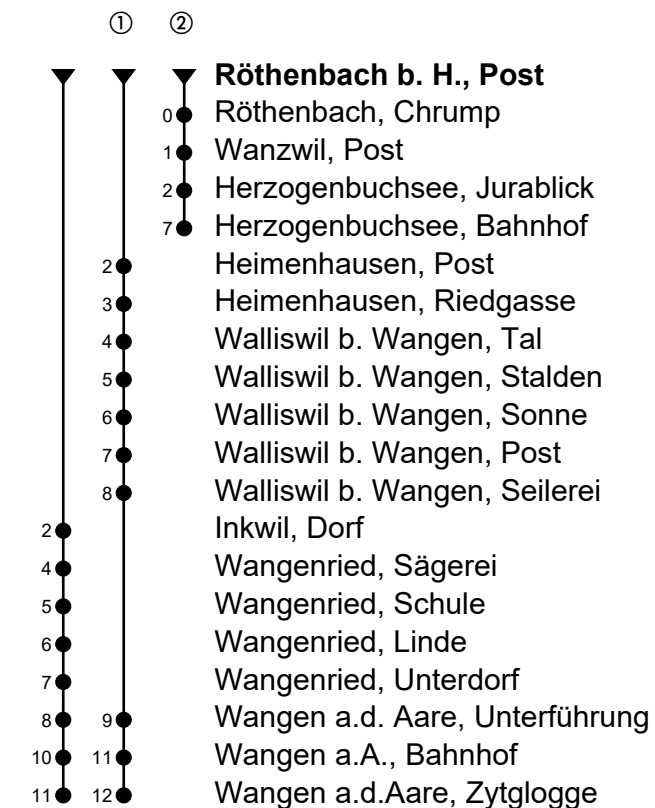 ① ②
Röthenbach b. H., Post
0 Röthenbach, Chrump
1 Wanzwil, Post
2 Herzogenbuchsee, Jurablick
7 Herzogenbuchsee, Bahnhof
2 Heimenhausen, Post
3 Heimenhausen, Riedgasse
4 Walliswil b. Wangen, Tal
5 Walliswil b. Wangen, Stalden
6 Walliswil b. Wangen, Sonne
7 Walliswil b. Wangen, Post
8 Walliswil b. Wangen, Seilerei
2 Inkwil, Dorf
4 Wangenried, Sägerei
5 Wangenried, Schule
6 Wangenried, Linde
7 Wangenried, Unterdorf
8 9 Wangen a.d. Aare, Unterführung
10 11 Wangen a.A., Bahnhof
11 12 Wangen a.d.Aare, Zytglogge